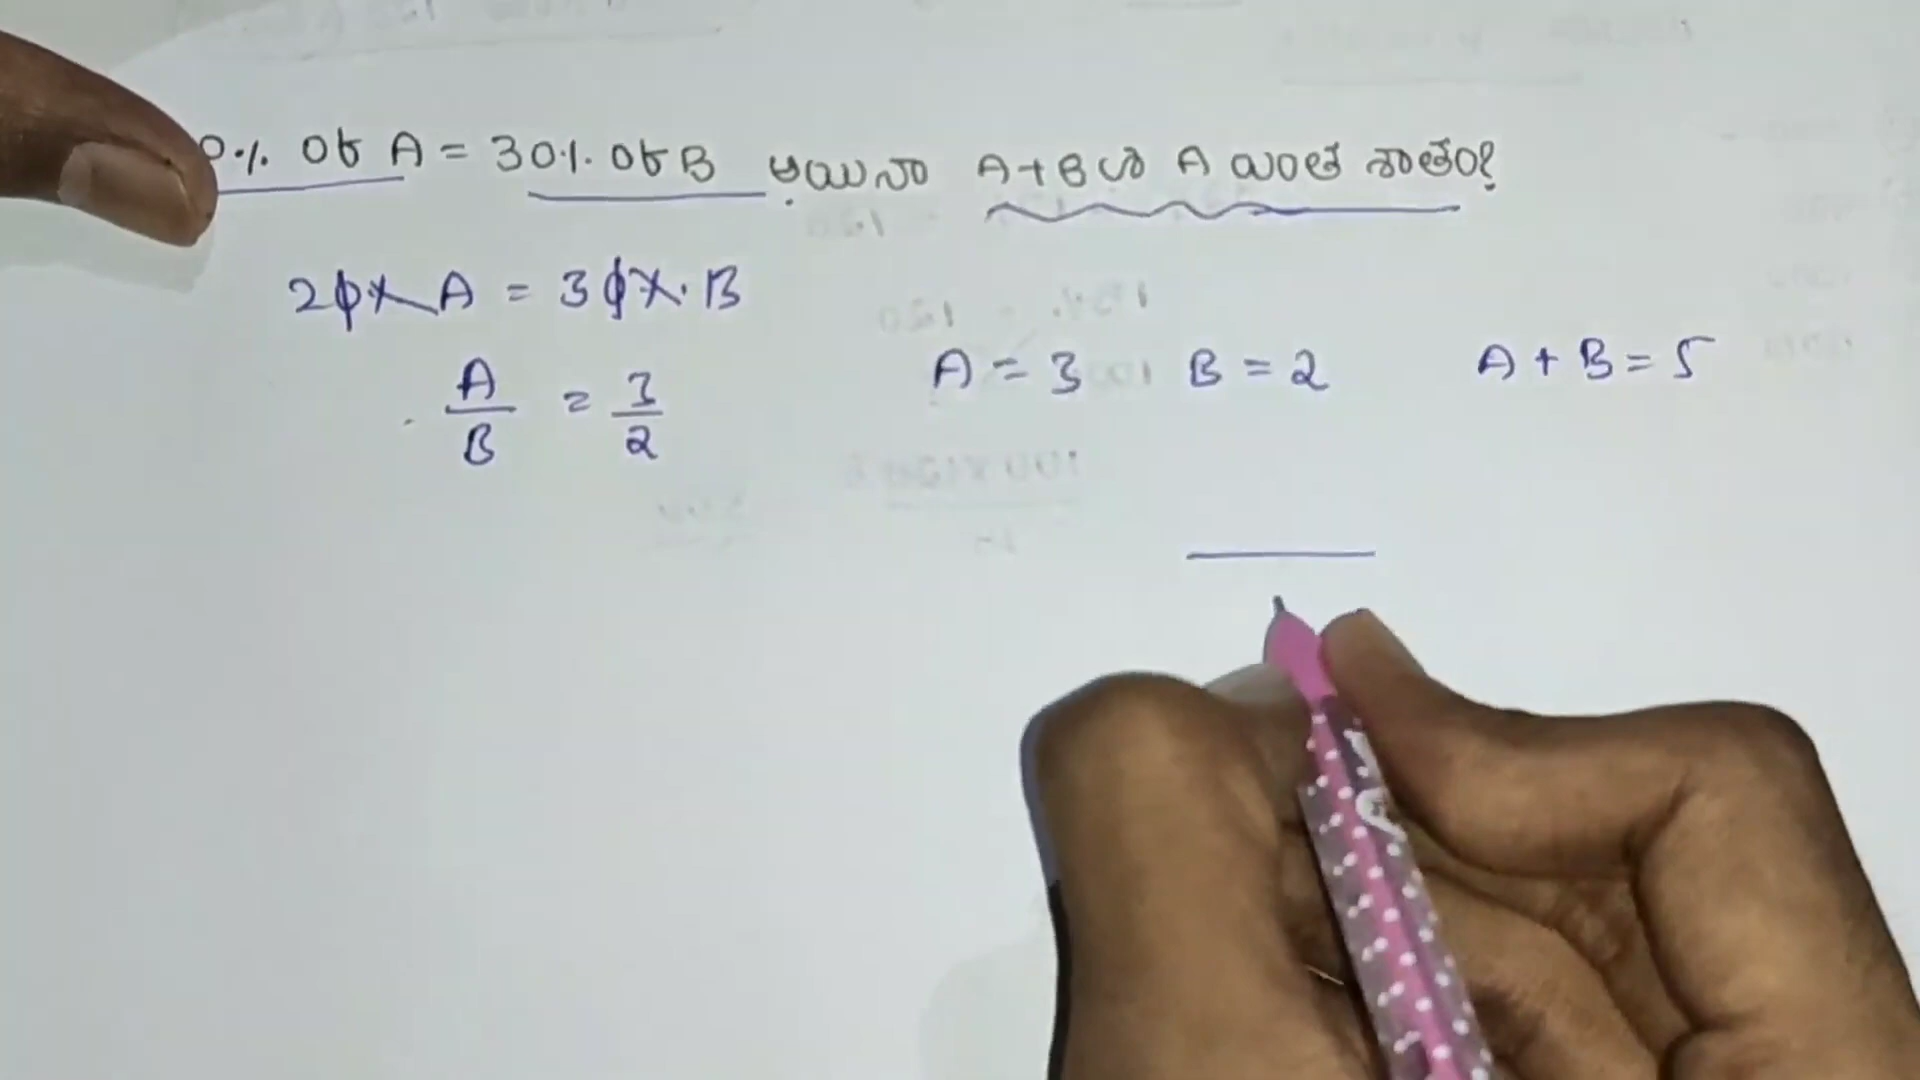 0% of A = 30% of B అయినా A+B లో A ఎంత శాతం?
20% A = 30% B
A/B = 3/2
A = 3 B = 2 A + B = 5